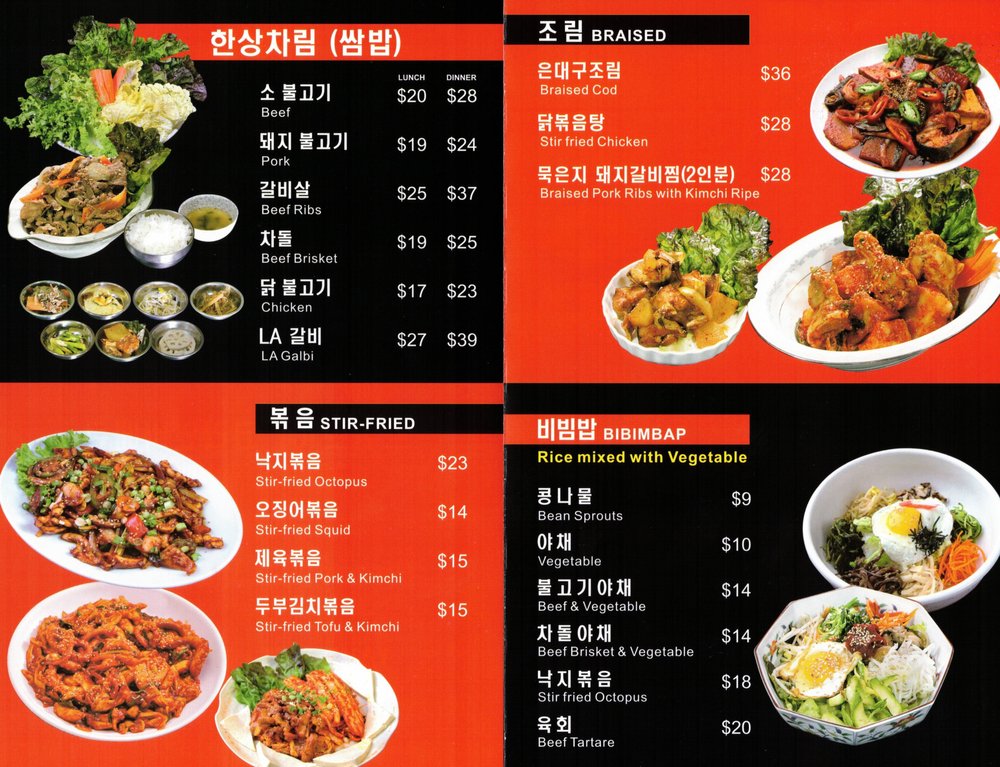 한상차림 (쌈밥)
LUNCH DINNER
소 불고기 $20 $28
Beef
돼지 불고기 $19 $24
Pork
갈비살 $25 $37
Beef Ribs
차돌 $19 $25
Beef Brisket
닭 불고기 $17 $23
Chicken
LA 갈비 $27 $39
LA Galbi
조림 BRAISED
은대구조림 $36
Braised Cod
닭볶음탕 $28
Stir fried Chicken
묵은지 돼지갈비찜(2인분) $28
Braised Pork Ribs with Kimchi Ripe
볶음 STIR-FRIED
낙지볶음 $23
Stir-fried Octopus
오징어볶음 $14
Stir-fried Squid
제육볶음 $15
Stir-fried Pork & Kimchi
두부김치볶음 $15
Stir-fried Tofu & Kimchi
비빔밥 BIBIMBAP
Rice mixed with Vegetable
콩나물 $9
Bean Sprouts
야채 $10
Vegetable
불고기야채 $14
Beef & Vegetable
차돌야채 $14
Beef Brisket & Vegetable
낙지볶음 $18
Stir fried Octopus
육회 $20
Beef Tartare